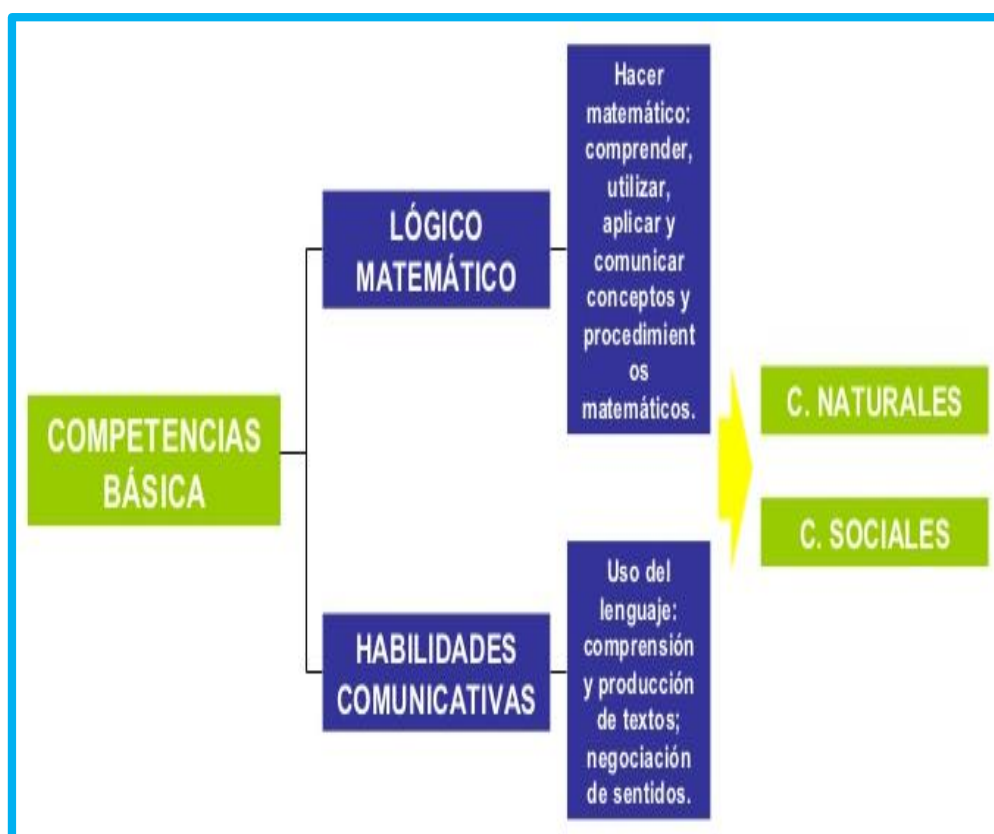 COMPETENCIAS
BÁSICA
LÓGICO
MATEMÁTICO
Hacer
matemático:
comprender,
utilizar,
aplicar y
comunicar
conceptos y
procedimient
os
matemáticos.
HABILIDADES
COMUNICATIVAS
Uso del
lenguaje:
comprensión
y producción
de textos;
negociación
de sentidos.
C. NATURALES
C. SOCIALES